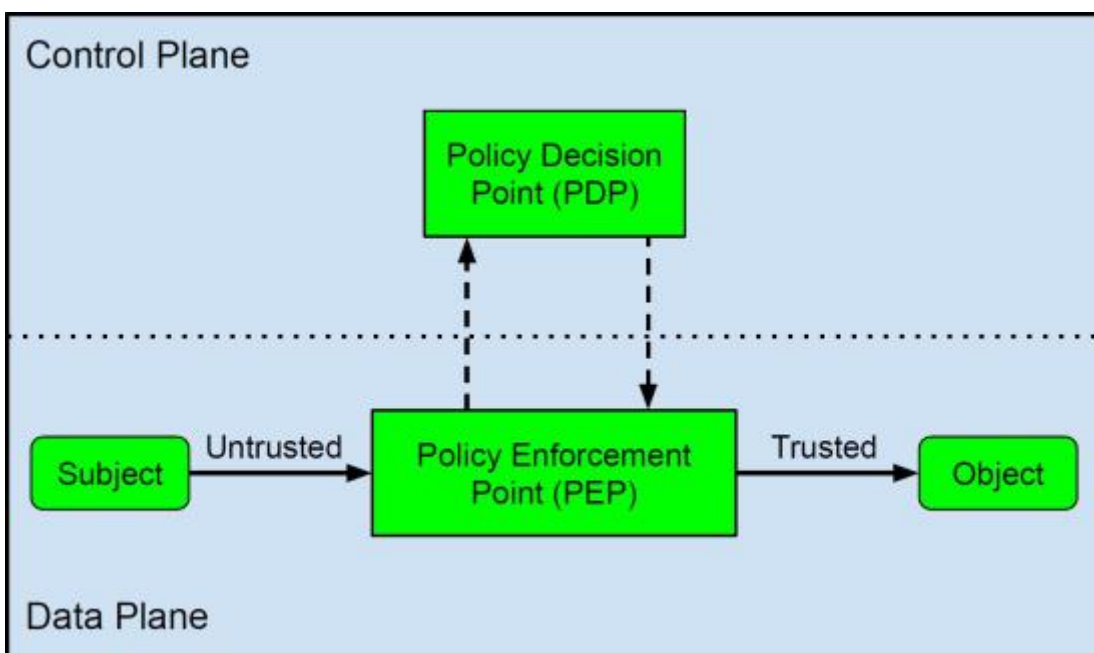 Control Plane
Policy Decision
Point (PDP)
Untrusted
Trusted
Subject
Policy Enforcement
Point (PEP)
Object
Data Plane